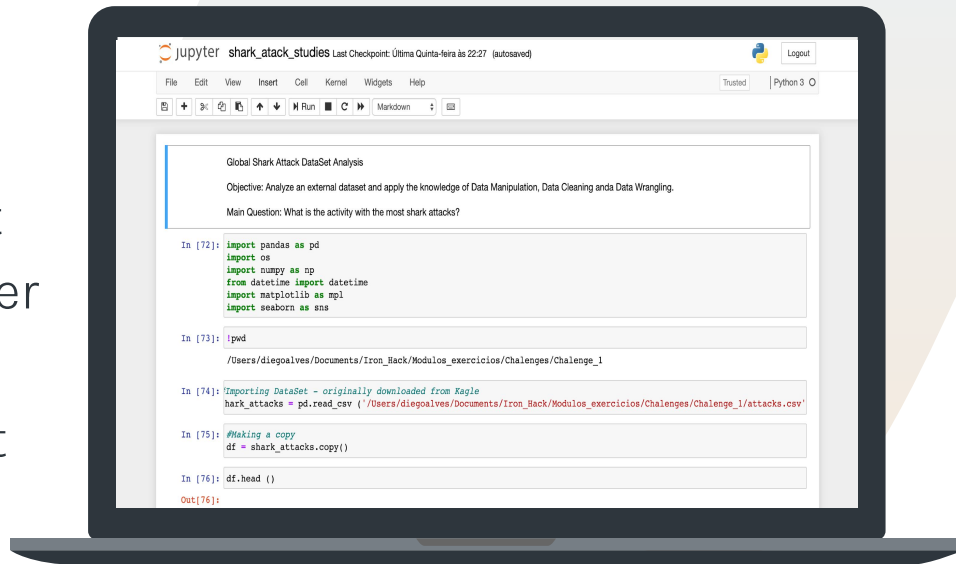 jupyter shark_atack_studies Last Checkpoint: Última Quinta-feira às 22:27 (autosaved)
Logout
File Edit View Insert Cell Kernel Widgets Help
Trusted Python 3
Run Markdown
Global Shark Attack DataSet Analysis
Objective: Analyze an external dataset and apply the knowledge of Data Manipulation, Data Cleaning anda Data Wrangling.
Main Question: What is the activity with the most shark attacks?
In [72]: import pandas as pd
import os
import numpy as np
from datetime import datetime
import matplotlib as mpl
import seaborn as sns
In [73]: !pwd
/Users/diegoalves/Documents/Iron_Hack/Modulos_exercicios/Chalenges/Chalenge_1
In [74]: Importing DataSet - originally downloaded from Kagle
hark_attacks = pd.read_csv ('/Users/diegoalves/Documents/Iron_Hack/Modulos_exercicios/Chalenges/Chalenge_1/attacks.csv'
In [75]: #Making a copy
df = shark_attacks.copy()
In [76]: df.head ()
Out[76]:
er
t